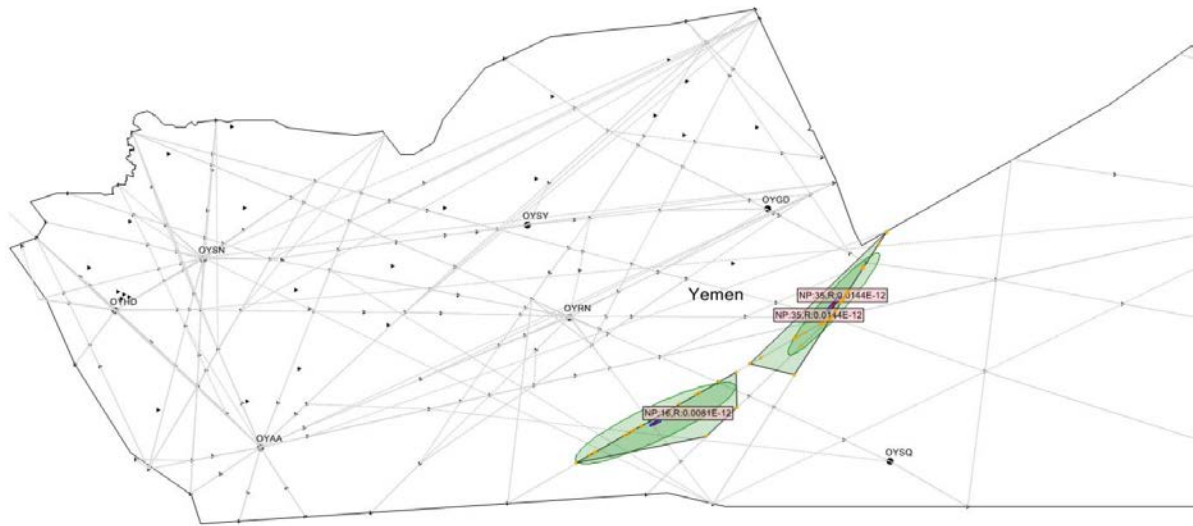 OYGD
OYSY
OYSN
Yemen
NP:35,R:0.0144E-12
OYHD
NP:35,R:0.0144E-12
OYRN
NP:16,R:0.0081E-12
OYAA
OYSQ